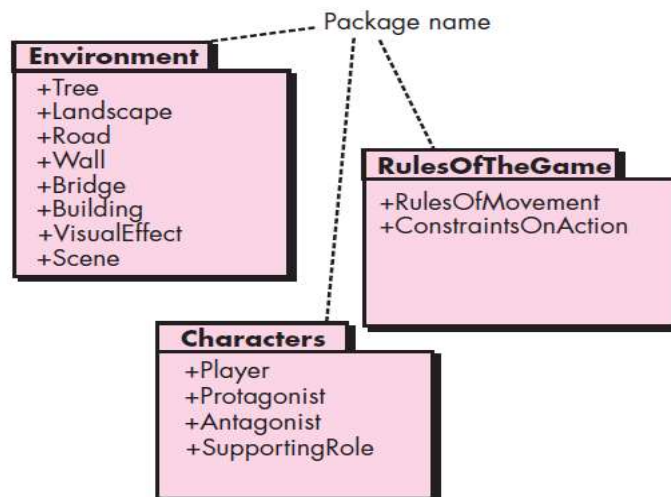 Package name
Environment
+Tree
+Landscape
+Road
+Wall
+Bridge
+Building
+VisualEffect
+Scene
RulesOfTheGame
+RulesOfMovement
+ConstraintsOnAction
Characters
+Player
+Protagonist
+Antagonist
+SupportingRole